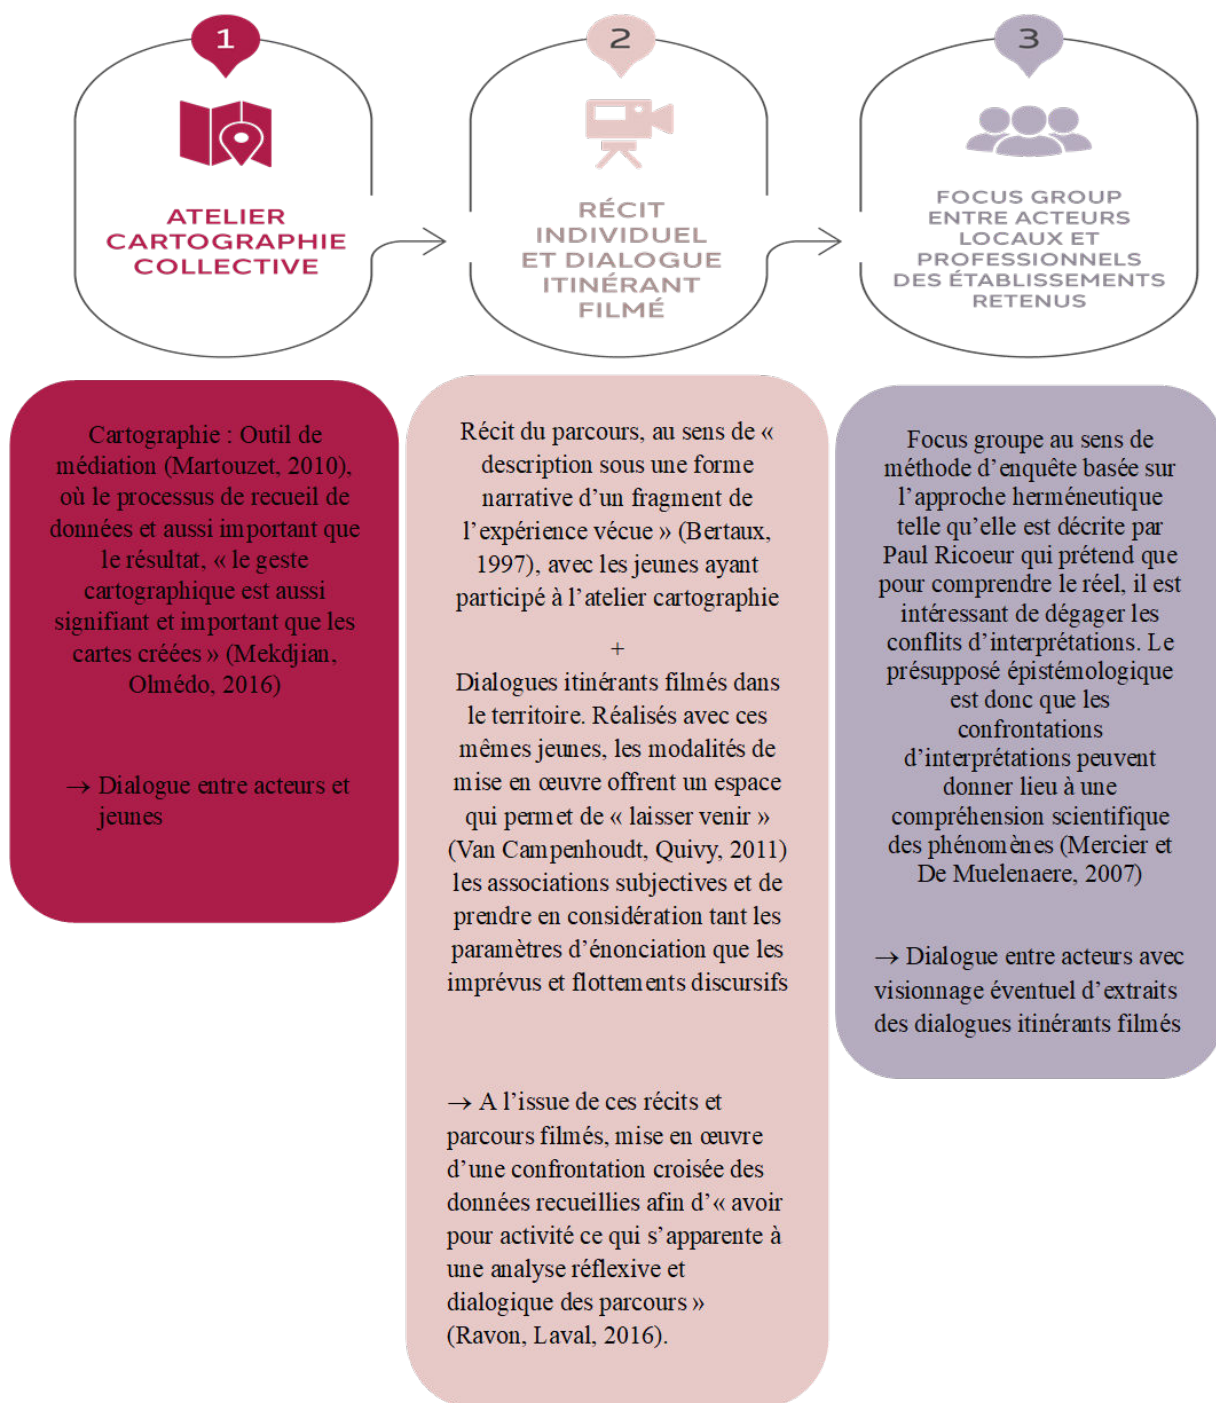 1
ATELIER
CARTOGRAPHIE
COLLECTIVE
2
RÉCIT
INDIVIDUEL
ET DIALOGUE
ITINÉRANT
FILMÉ
3
FOCUS GROUP
ENTRE ACTEURS
LOCAUX ET
PROFESSIONNELS
DES ÉTABLISSEMENTS
RETENUS
Cartographie : Outil de
médiation (Martouzet, 2010),
où le processus de recueil de
données et aussi important que
le résultat, « le geste
cartographique est aussi
signifiant et important que les
cartes créées » (Mekdjian,
Olmédo, 2016)
→ Dialogue entre acteurs et
jeunes
Récit du parcours, au sens de «
description sous une forme
narrative d’un fragment de
l’expérience vécue » (Bertaux,
1997), avec les jeunes ayant
participé à l’atelier cartographie
+
Dialogues itinérants filmés dans
le territoire. Réalisés avec ces
mêmes jeunes, les modalités de
mise en œuvre offrent un espace
qui permet de « laisser venir »
(Van Campenhoudt, Quivy, 2011)
les associations subjectives et de
prendre en considération tant les
paramètres d’énonciation que les
imprévus et flottements discursifs
→ A l’issue de ces récits et
parcours filmés, mise en œuvre
d’une confrontation croisée des
données recueillies afin d’« avoir
pour activité ce qui s’apparente à
une analyse réflexive et
dialogique des parcours »
(Ravon, Laval, 2016).
Focus groupe au sens de
méthode d’enquête basée sur
l’approche herméneutique
telle qu’elle est décrite par
Paul Ricoeur qui prétend que
pour comprendre le réel, il est
intéressant de dégager les
conflits d’interprétations. Le
présupposé épistémologique
est donc que les
confrontations
d’interprétations peuvent
donner lieu à une
compréhension scientifique
des phénomènes (Mercier et
De Muelenaere, 2007)
→ Dialogue entre acteurs avec
visionnage éventuel d’extraits
des dialogues itinérants filmés